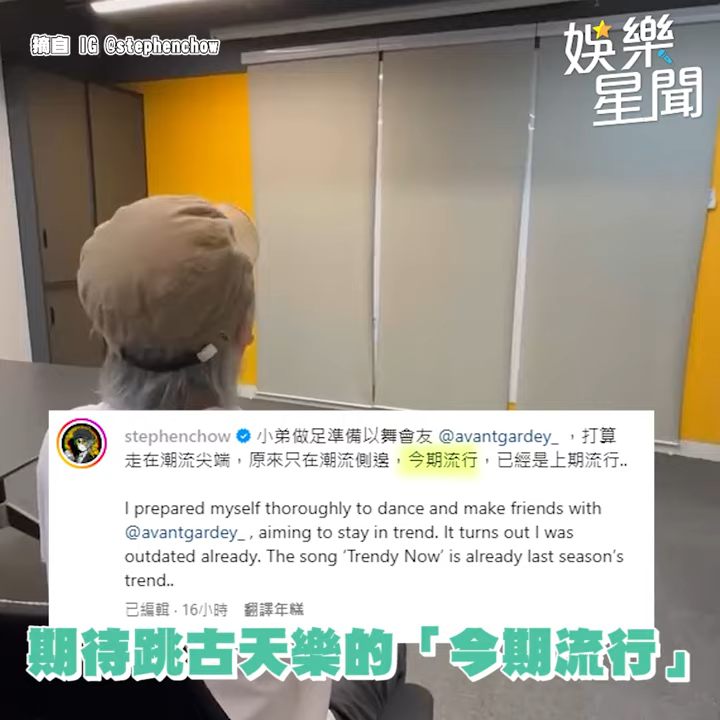 摘自 IG @stephenchow
娛樂
星聞
stephenchow 小弟做足準備以舞會友 @avantgardey_ ，打算
走在潮流尖端，原來只在潮流側邊，今期流行，已經是上期流行..
I prepared myself thoroughly to dance and make friends with
@avantgardey_ , aiming to stay in trend. It turns out I was
outdated already. The song ‘Trendy Now’ is already last season’s
trend..
已編輯 · 16小時 翻譯年糕
期待跳古天樂的「今期流行」